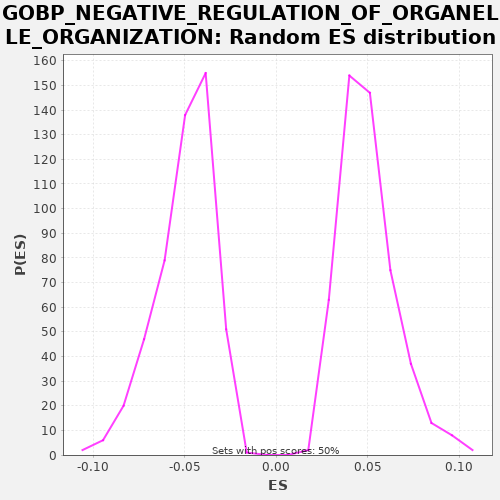 GOBP_NEGATIVE_REGULATION_OF_ORGANEL
LE_ORGANIZATION: Random ES distribution
160
150
140
130
120
110
100
90
80
70
60
50
40
30
20
10
0
P(ES)
Sets with pos scores: 50%
-0.10 -0.05 0.00 0.05 0.10
ES